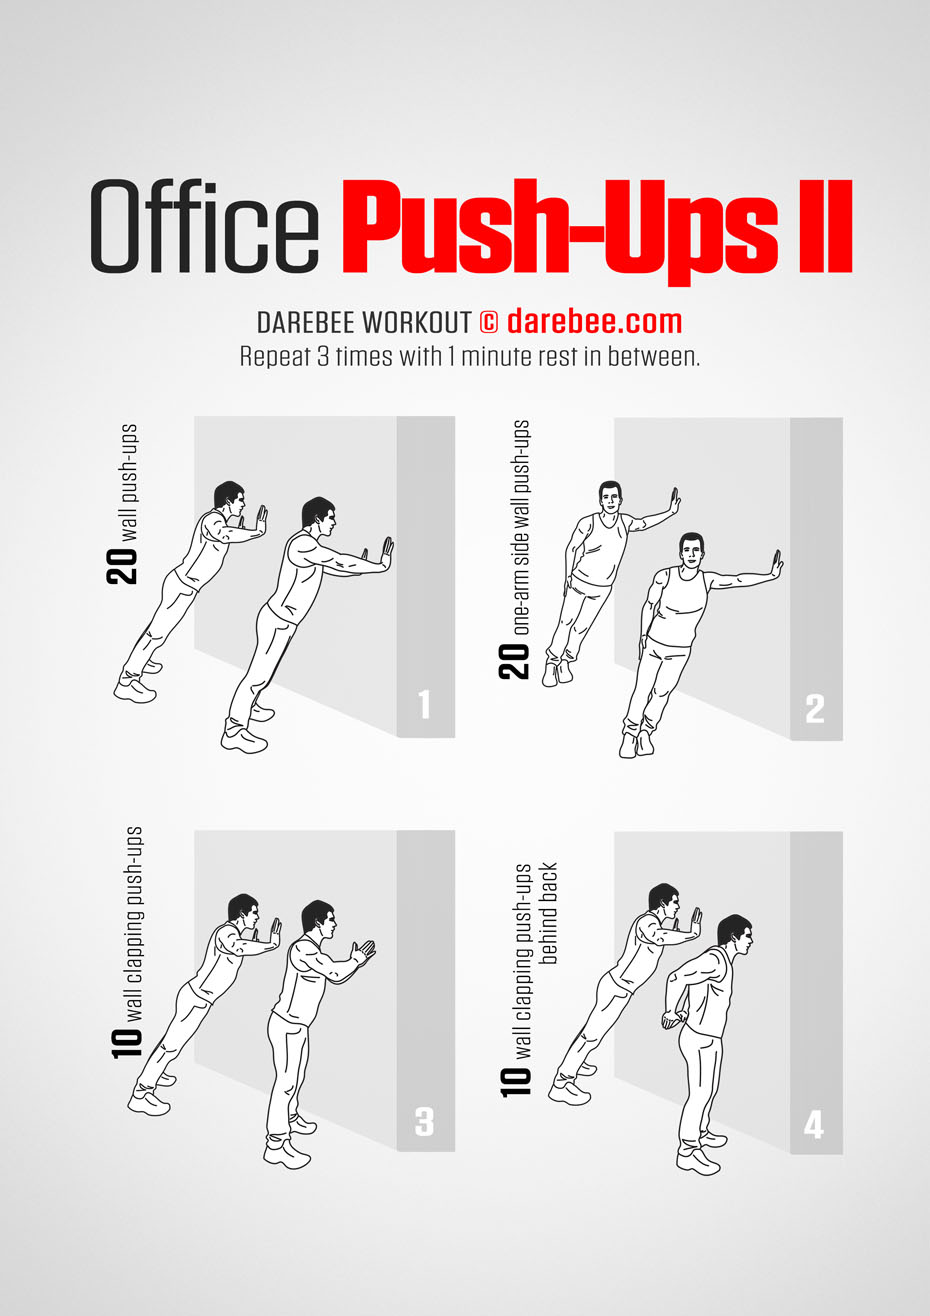 Office Push-Ups II
DAREBEE WORKOUT © darebee.com
Repeat 3 times with 1 minute rest in between.
20 wall push-ups
1
20 one-arm side wall push-ups
2
10 wall clapping push-ups
3
10 wall clapping push-ups
behind back
4